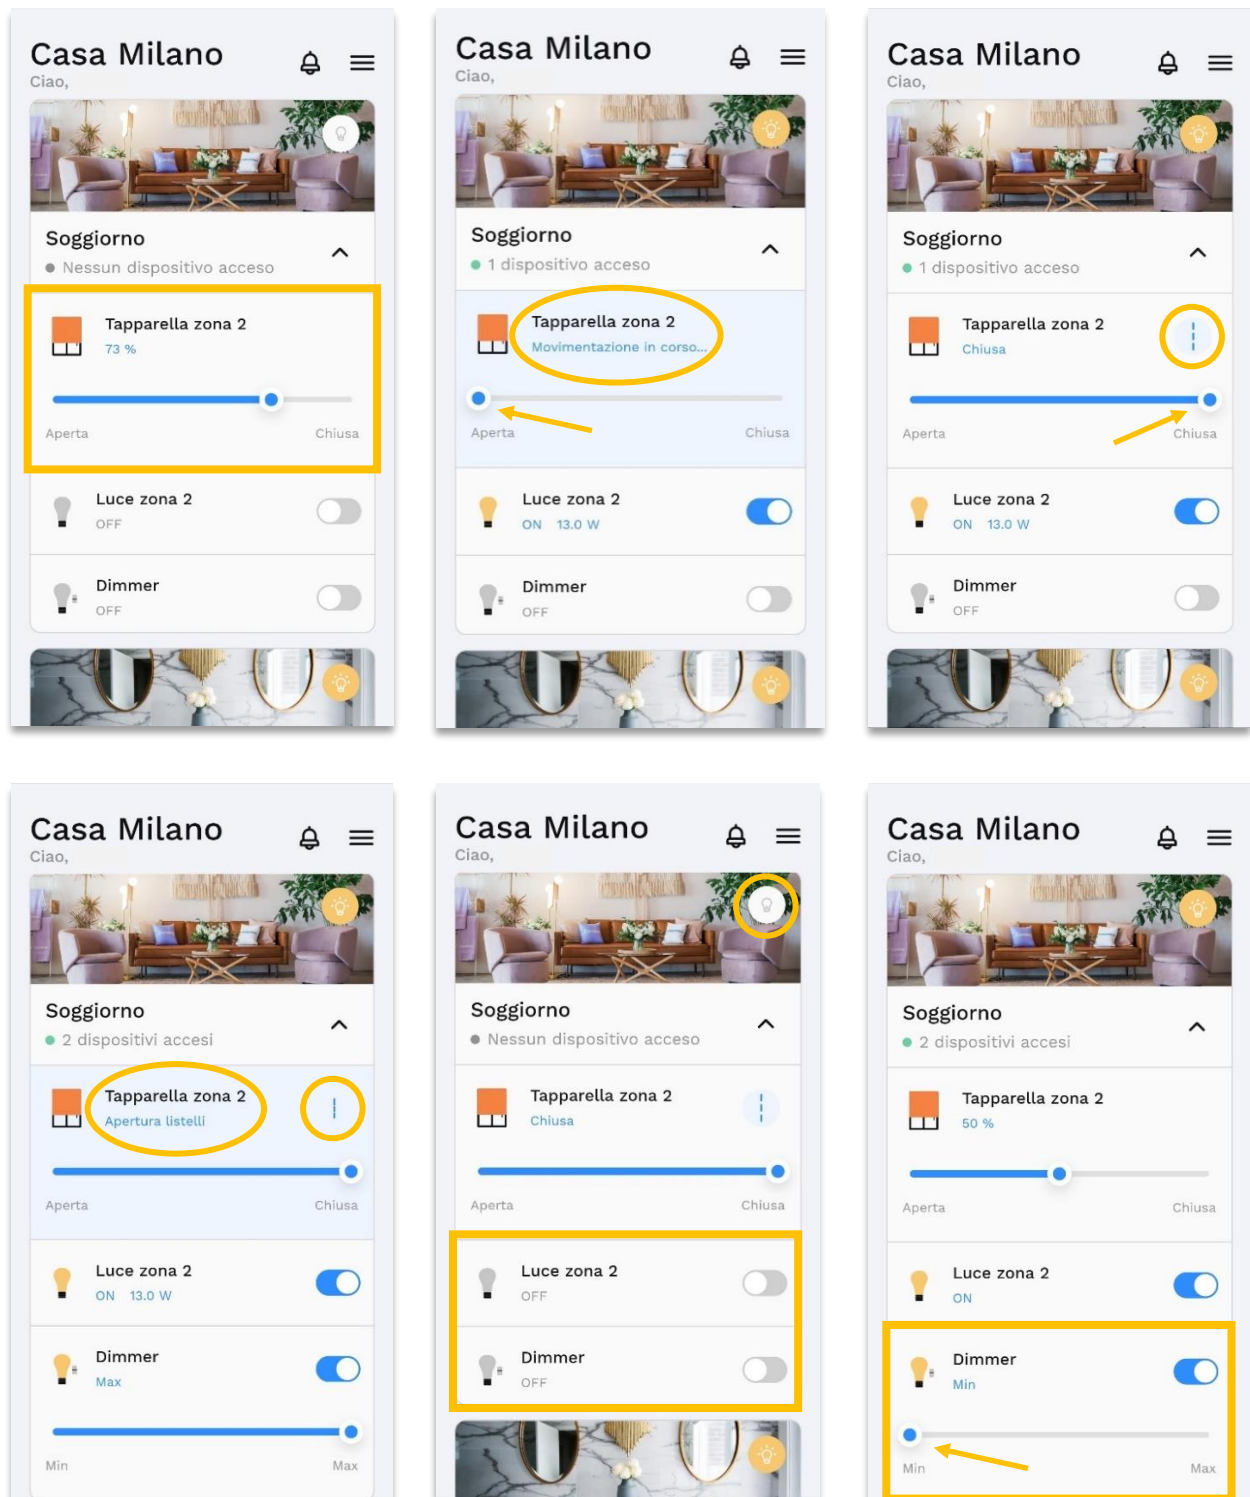 Casa Milano
Ciao,
Soggiorno
Nessun dispositivo acceso
Tapparella zona 2
73 %
Aperta
Chiusa
Luce zona 2
OFF
Dimmer
OFF
Casa Milano
Ciao,
Soggiorno
1 dispositivo acceso
Tapparella zona 2
Movimentazione in corso...
Aperta
Chiusa
Luce zona 2
ON 13.0 W
Dimmer
OFF
Casa Milano
Ciao,
Soggiorno
1 dispositivo acceso
Tapparella zona 2
Chiusa
Aperta
Chiusa
Luce zona 2
ON 13.0 W
Dimmer
OFF
Casa Milano
Ciao,
Soggiorno
2 dispositivi accesi
Tapparella zona 2
Apertura listelli
Aperta
Chiusa
Luce zona 2
ON 13.0 W
Dimmer
Max
Min
Max
Casa Milano
Ciao,
Soggiorno
Nessun dispositivo acceso
Tapparella zona 2
Chiusa
Aperta
Chiusa
Luce zona 2
OFF
Dimmer
OFF
Casa Milano
Ciao,
Soggiorno
2 dispositivi accesi
Tapparella zona 2
50 %
Aperta
Chiusa
Luce zona 2
ON
Dimmer
Min
Min
Max